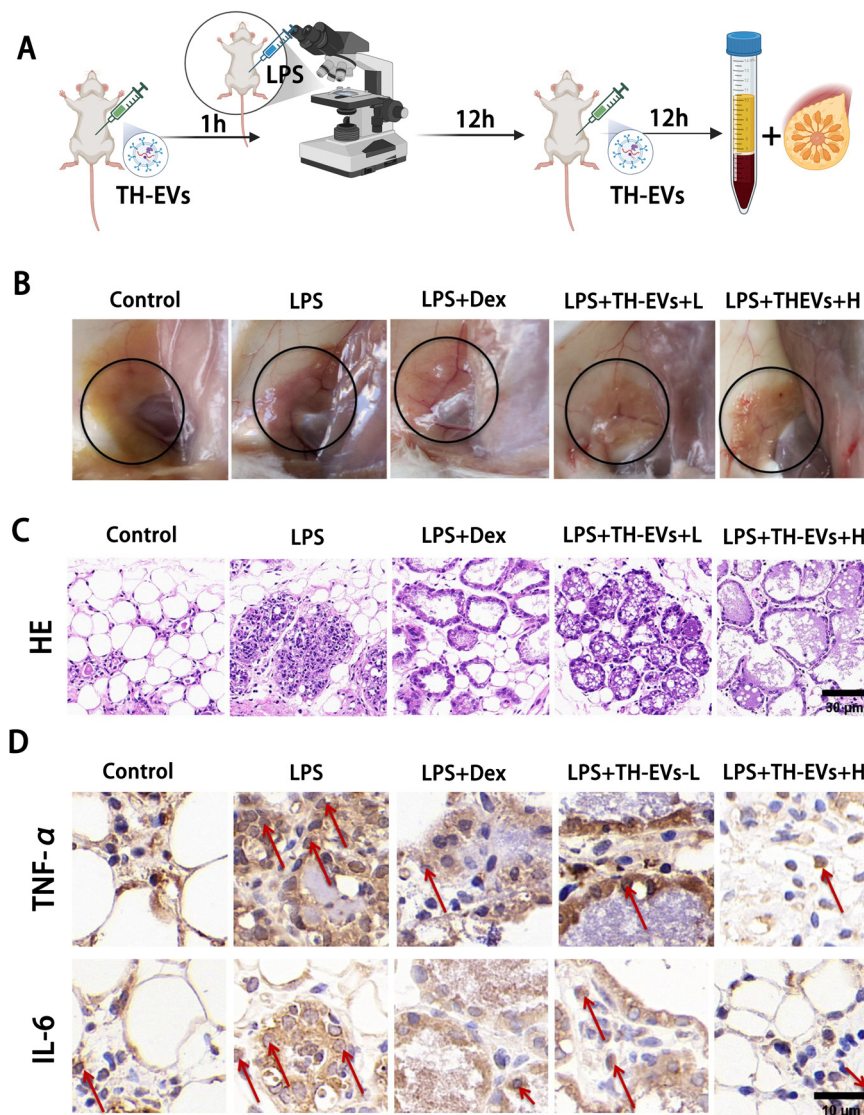 A
LPS
1h
12h
12h
+
TH-EVs
TH-EVs
B
Control
LPS
LPS+Dex
LPS+TH-EVs+L
LPS+THEVs+H
C
Control
LPS
LPS+Dex
LPS+TH-EVs+L
LPS+TH-EVs+H
HE
30 μm
D
Control
LPS
LPS+Dex
LPS+TH-EVs-L
LPS+TH-EVs+H
TNF-α
IL-6
10 μm